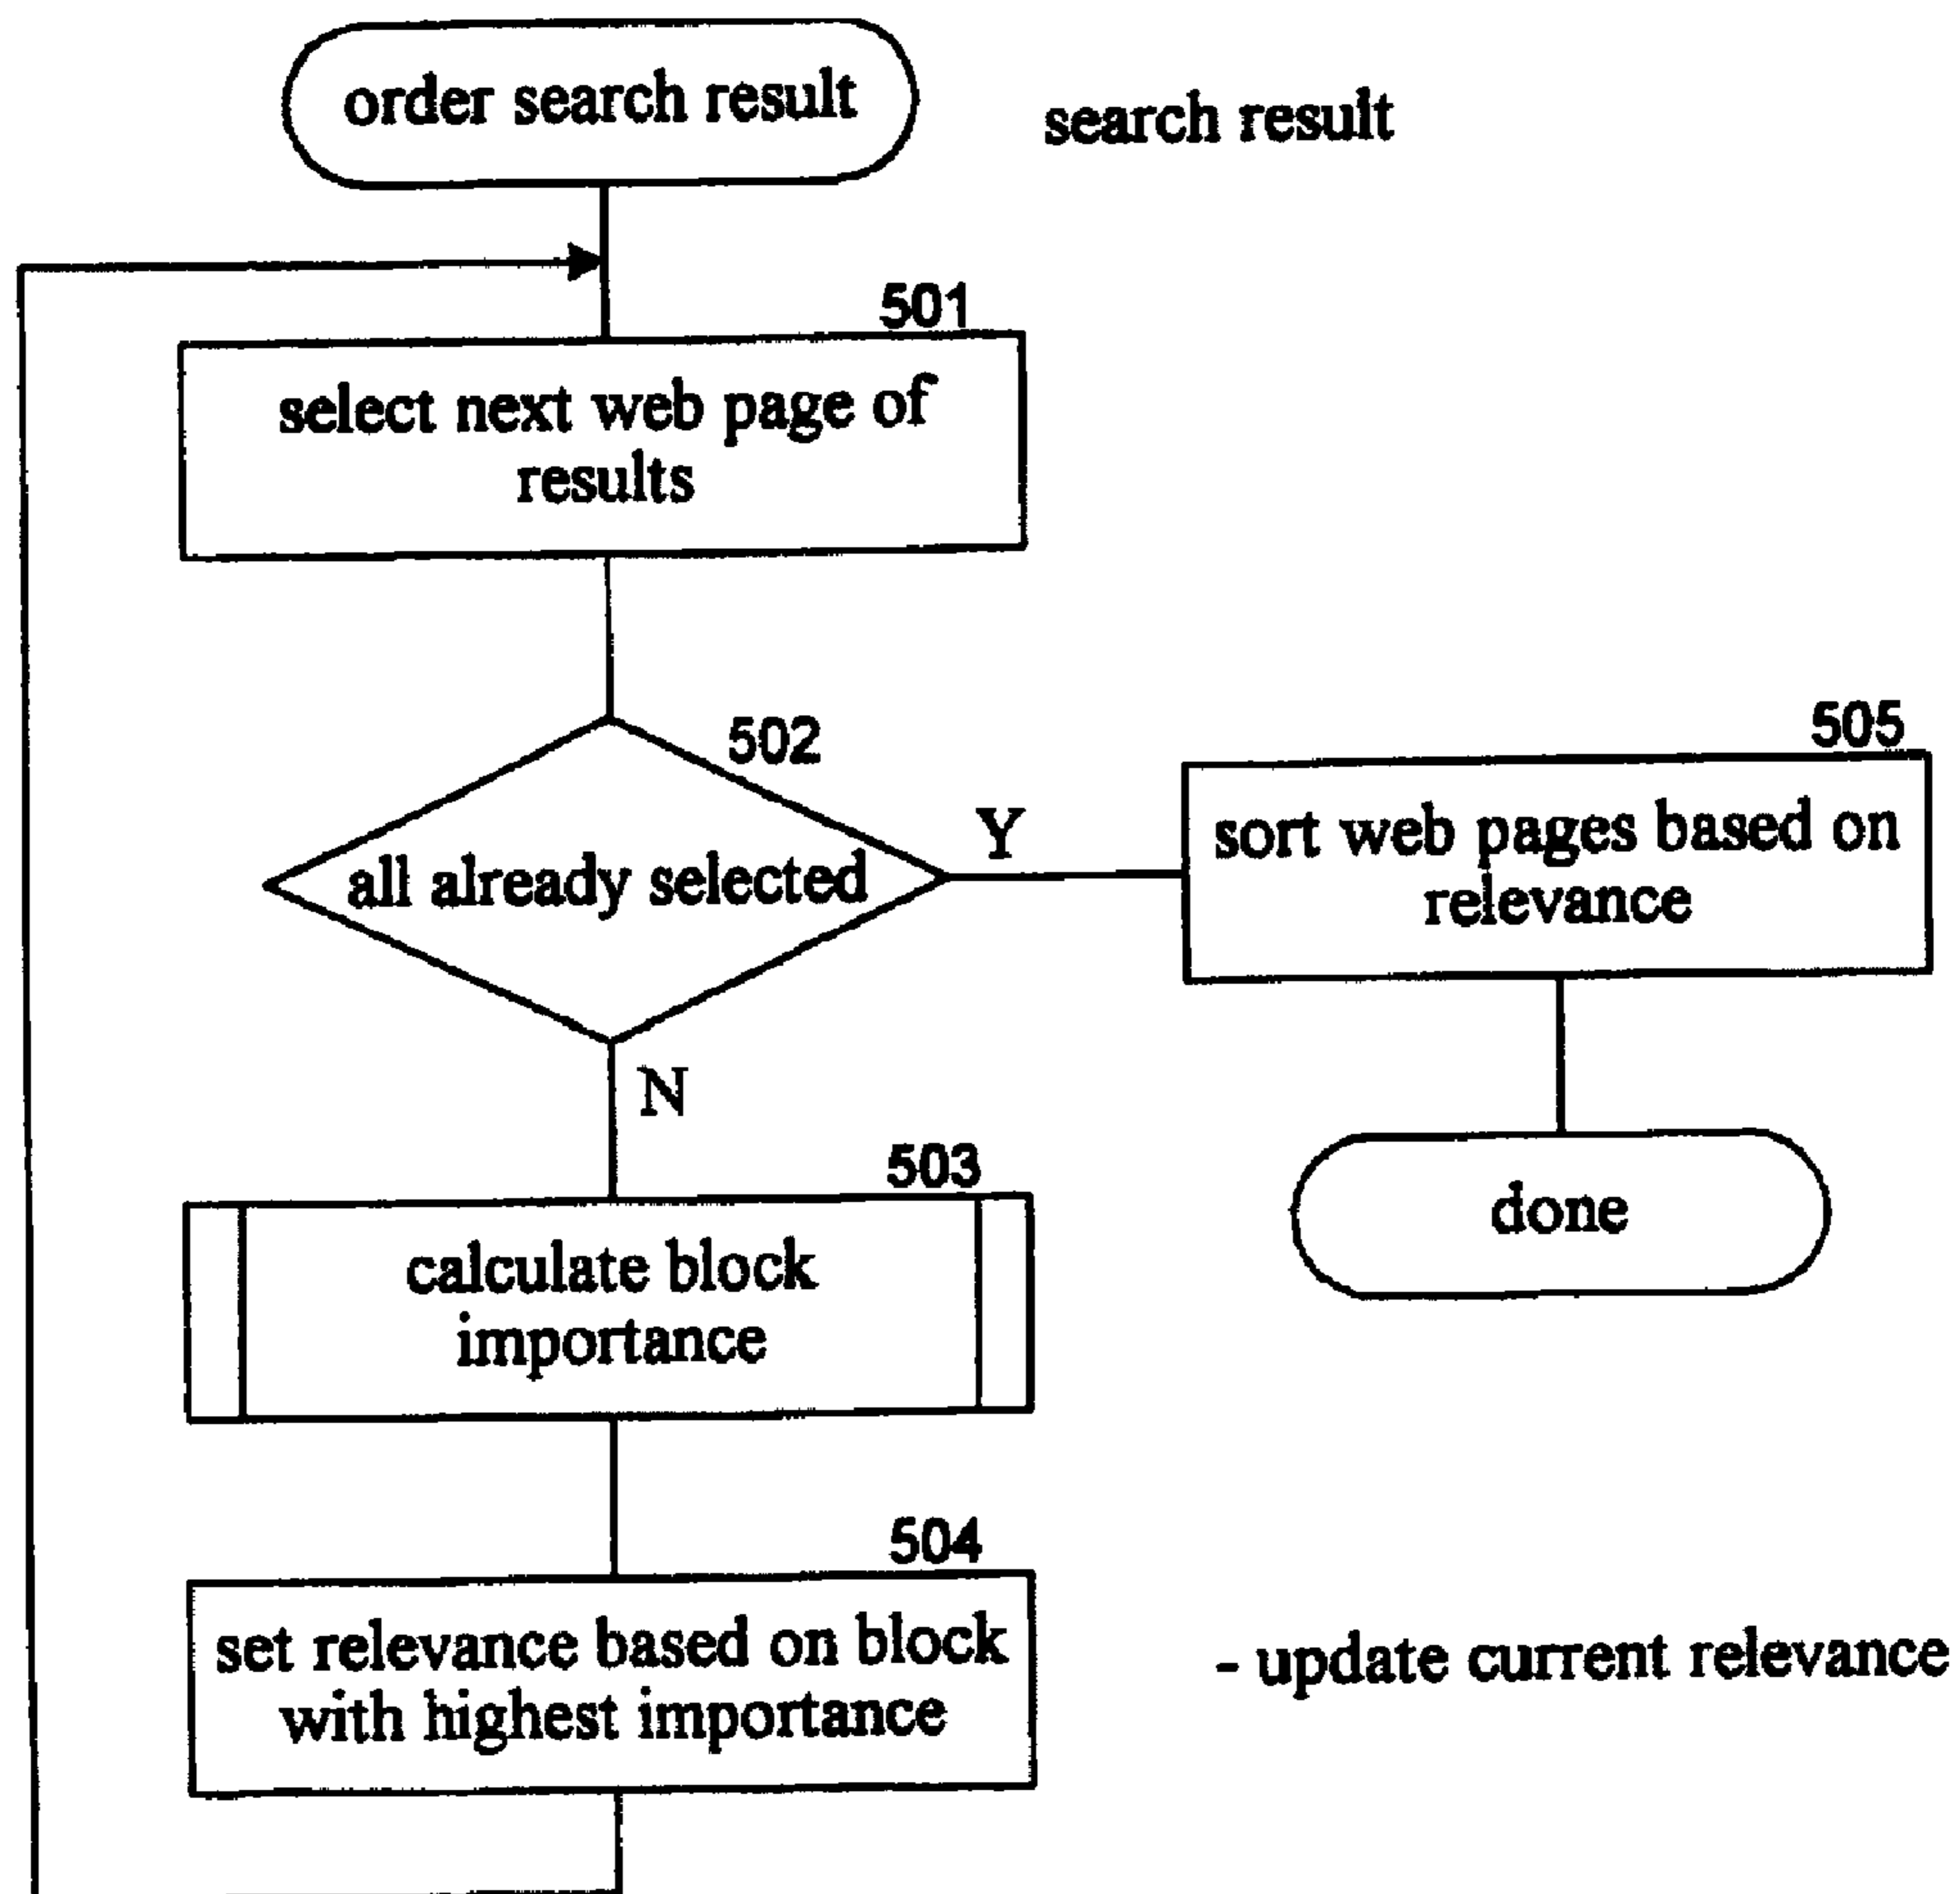 order search result
search result
501
select next web page of
results
502
all already selected
Y
505
sort web pages based on
relevance
N
done
503
calculate block
importance
504
set relevance based on block
with highest importance
- update current relevance